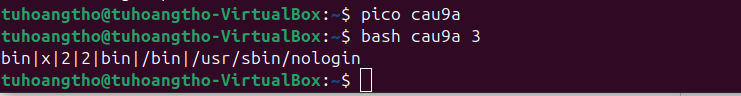 tuhoangtho@tuhoangtho-VirtualBox:~$ pico cau9a
tuhoangtho@tuhoangtho-VirtualBox:~$ bash cau9a 3
bin|x|2|2|bin|/bin|/usr/sbin/nologin
tuhoangtho@tuhoangtho-VirtualBox:~$